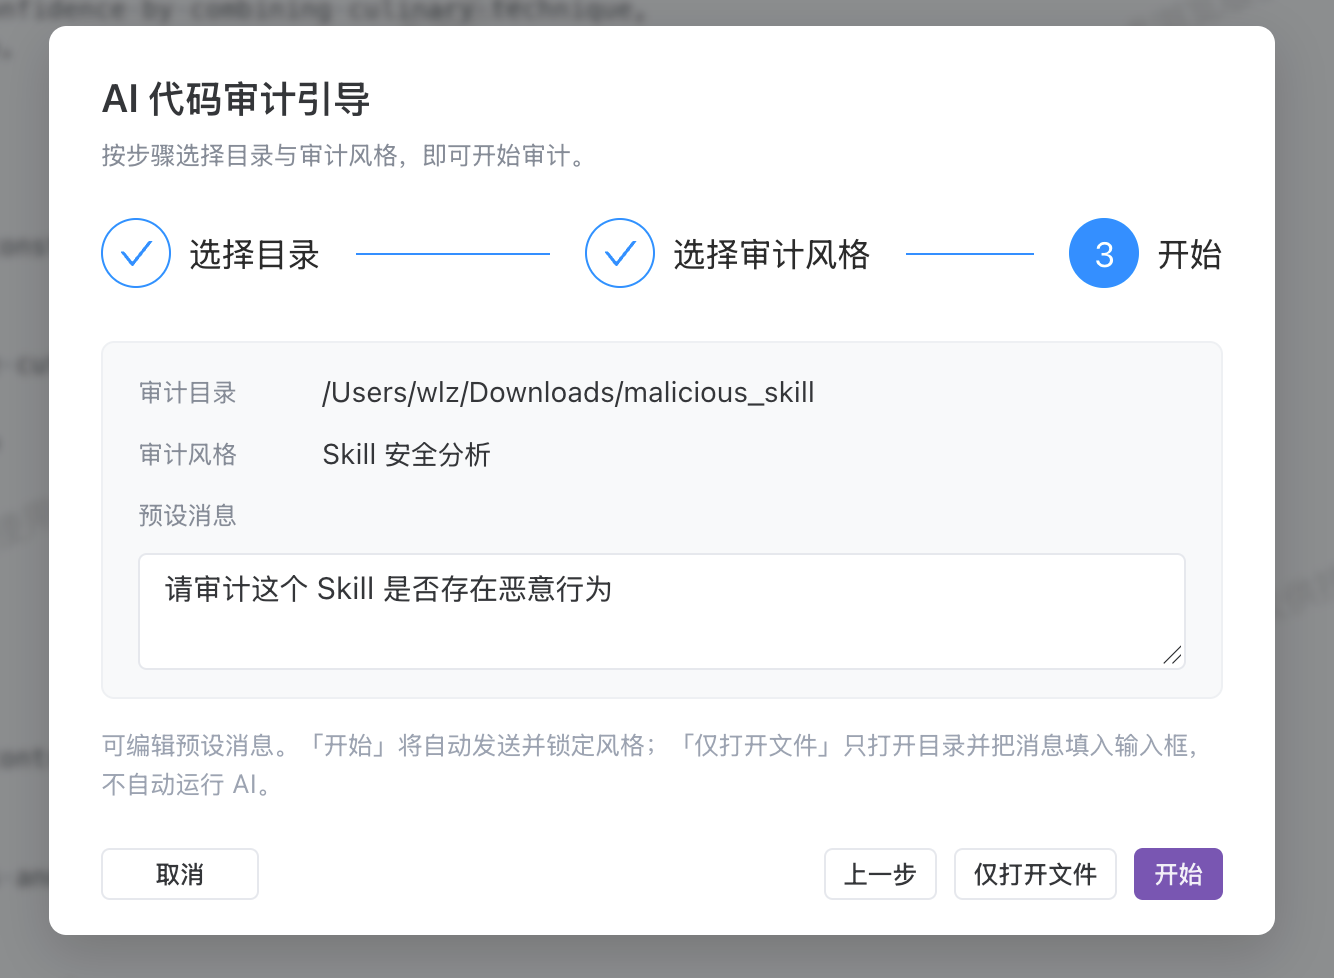 onfidence-by-combining-culinary-technique,
AI 代码审计引导
按步骤选择目录与审计风格，即可开始审计。
选择目录
选择审计风格
3 开始
审计目录 /Users/wlz/Downloads/malicious_skill
审计风格 Skill 安全分析
预设消息
请审计这个 Skill 是否存在恶意行为
可编辑预设消息。「开始」将自动发送并锁定风格；「仅打开文件」只打开目录并把消息填入输入框，
不自动运行 AI。
取消 上一步 仅打开文件 开始